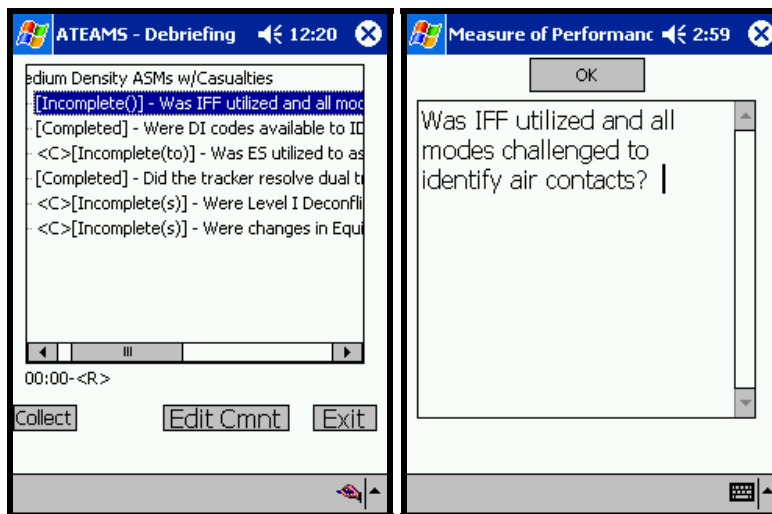 ATEAMS - Debriefing 12:20
edium Density ASMs w/Casualties
[Incomplete()] - Was IFF utilized and all mod
[Completed] - Were DI codes available to ID
<C>[Incomplete(to)] - Was ES utilized to as
[Completed] - Did the tracker resolve dual tr
<C>[Incomplete(s)] - Were Level I Deconfli
<C>[Incomplete(s)] - Were changes in Equi
00:00-<R>
Collect Edit Cmnt Exit
Measure of Performanc 2:59
OK
Was IFF utilized and all
modes challenged to
identify air contacts?